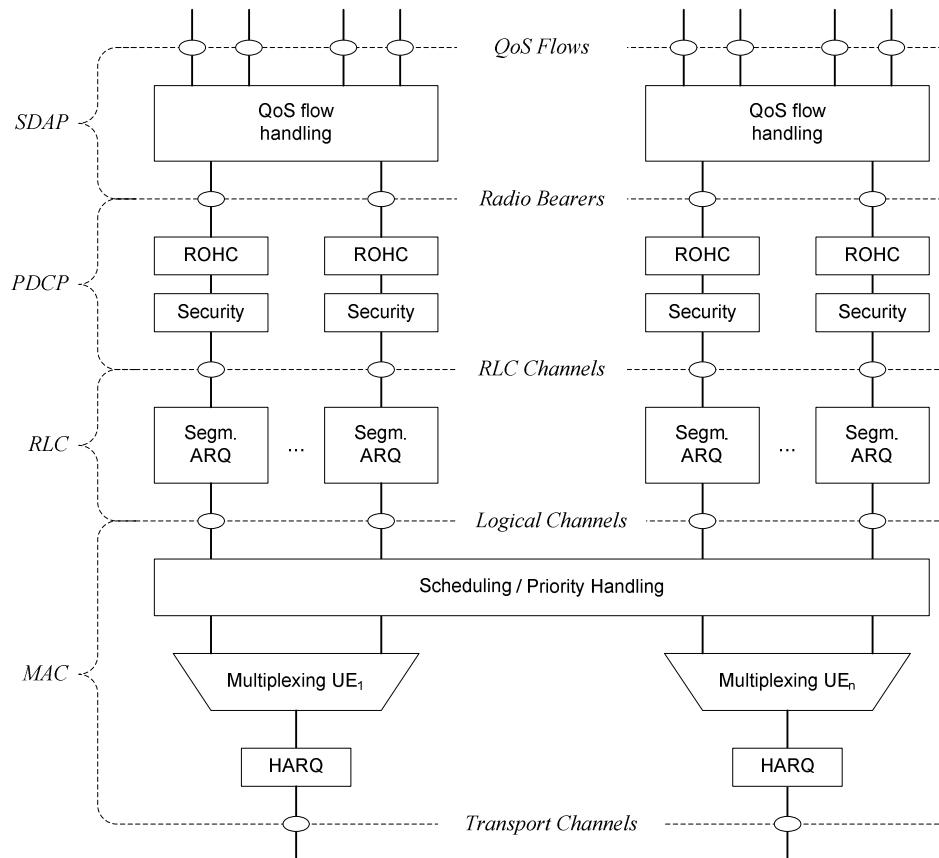 QoS Flows
SDAP
QoS flow
handling
QoS flow
handling
Radio Bearers
ROHC
ROHC
ROHC
ROHC
PDCP
Security
Security
Security
Security
RLC Channels
RLC
Segm.
ARQ
...
Segm.
ARQ
Segm.
ARQ
...
Segm.
ARQ
Logical Channels
Scheduling / Priority Handling
MAC
Multiplexing UE1
Multiplexing UEn
HARQ
HARQ
Transport Channels